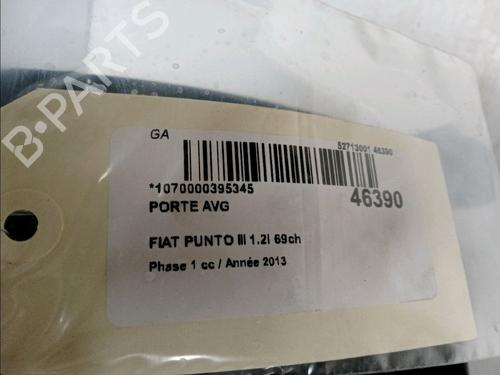 B-PARTS
GA
52713001 46390
*1070000395345
46390
PORTE AVG
FIAT PUNTO III 1.2i 69ch
Phase 1 cc / Année 2013